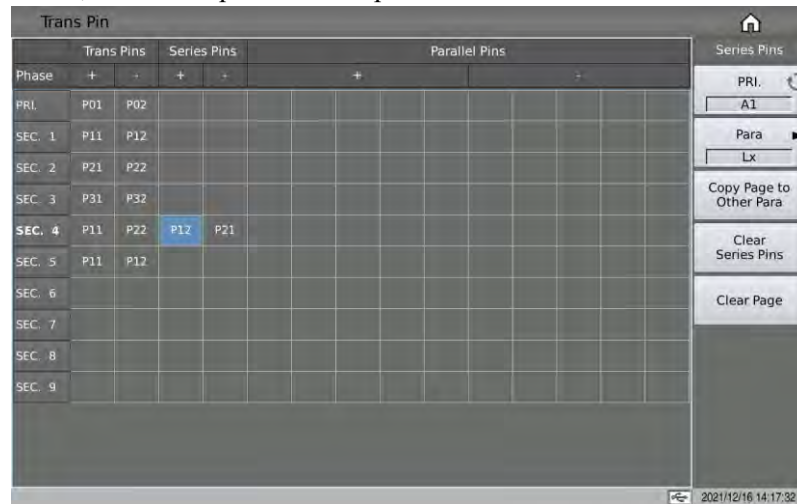 Trans Pin
Trans Pins Series Pins Parallel Pins
Phase + - + - + -
PRI. P01 P02
SEC. 1 P11 P12
SEC. 2 P21 P22
SEC. 3 P31 P32
SEC. 4 P11 P22 P12 P21
SEC. 5 P11 P12
SEC. 6
SEC. 7
SEC. 8
SEC. 9
Series Pins
PRI.
A1
Para
Lx
Copy Page to
Other Para
Clear
Series Pins
Clear Page
2021/12/16 14:17:32